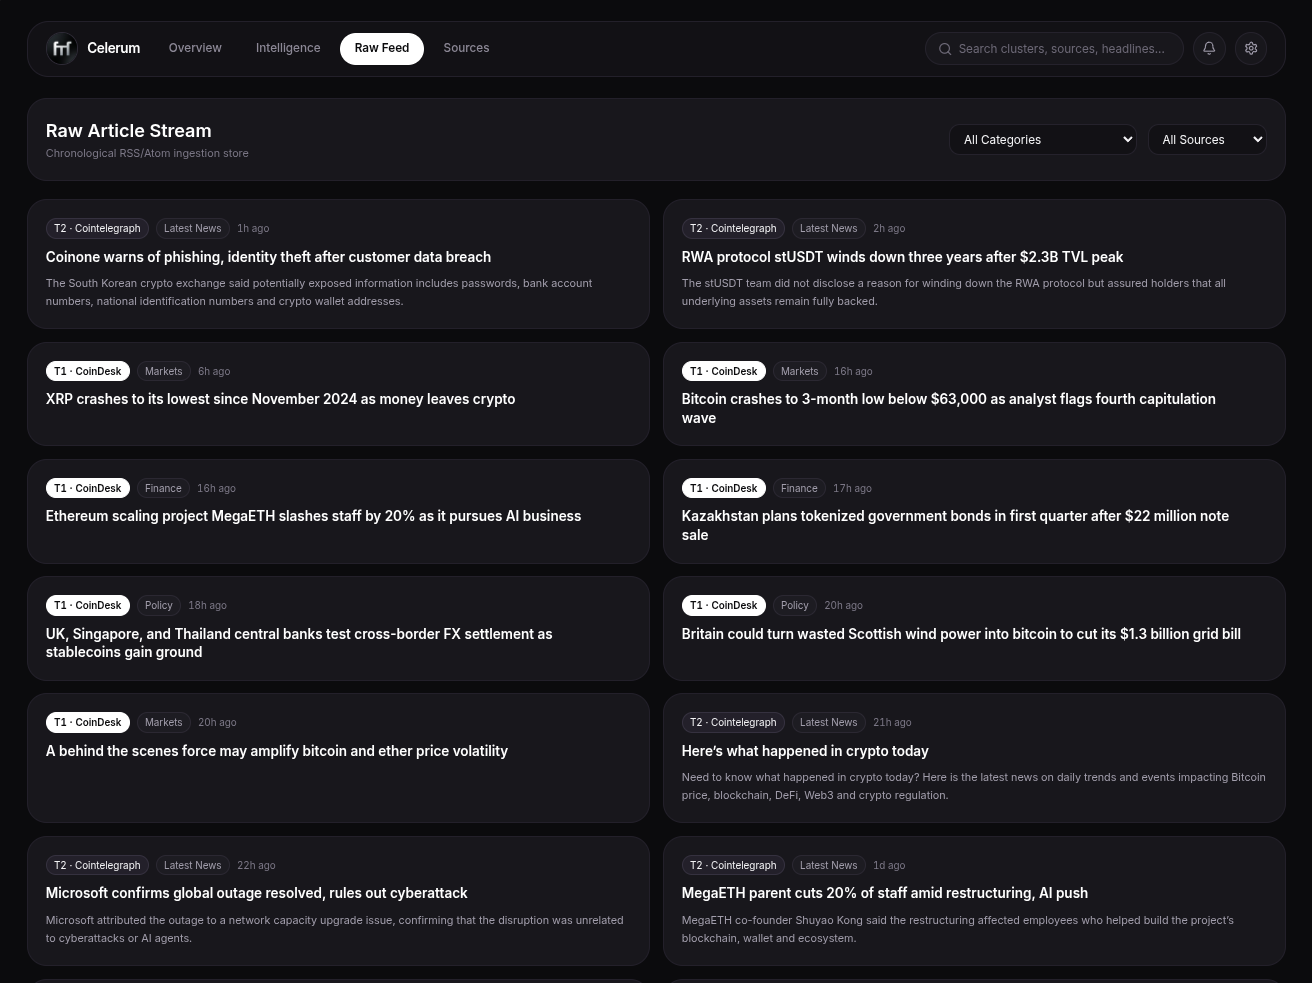 Celerum
Overview
Intelligence
Raw Feed
Sources
Search clusters, sources, headlines...
Raw Article Stream
Chronological RSS/Atom ingestion store
All Categories
All Sources
T2 · Cointelegraph
Latest News
1h ago
Coinone warns of phishing, identity theft after customer data breach
The South Korean crypto exchange said potentially exposed information includes passwords, bank account
numbers, national identification numbers and crypto wallet addresses.
T2 · Cointelegraph
Latest News
2h ago
RWA protocol stUSDT winds down three years after $2.3B TVL peak
The stUSDT team did not disclose a reason for winding down the RWA protocol but assured holders that all
underlying assets remain fully backed.
T1 · CoinDesk
Markets
6h ago
XRP crashes to its lowest since November 2024 as money leaves crypto
T1 · CoinDesk
Markets
16h ago
Bitcoin crashes to 3-month low below $63,000 as analyst flags fourth capitulation
wave
T1 · CoinDesk
Finance
16h ago
Ethereum scaling project MegaETH slashes staff by 20% as it pursues AI business
T1 · CoinDesk
Finance
17h ago
Kazakhstan plans tokenized government bonds in first quarter after $22 million note
sale
T1 · CoinDesk
Policy
18h ago
UK, Singapore, and Thailand central banks test cross-border FX settlement as
stablecoins gain ground
T1 · CoinDesk
Policy
20h ago
Britain could turn wasted Scottish wind power into bitcoin to cut its $1.3 billion grid bill
T1 · CoinDesk
Markets
20h ago
A behind the scenes force may amplify bitcoin and ether price volatility
T2 · Cointelegraph
Latest News
21h ago
Here’s what happened in crypto today
Need to know what happened in crypto today? Here is the latest news on daily trends and events impacting Bitcoin
price, blockchain, DeFi, Web3 and crypto regulation.
T2 · Cointelegraph
Latest News
22h ago
Microsoft confirms global outage resolved, rules out cyberattack
Microsoft attributed the outage to a network capacity upgrade issue, confirming that the disruption was unrelated
to cyberattacks or AI agents.
T2 · Cointelegraph
Latest News
1d ago
MegaETH parent cuts 20% of staff amid restructuring, AI push
MegaETH co-founder Shuyao Kong said the restructuring affected employees who helped build the project’s
blockchain, wallet and ecosystem.